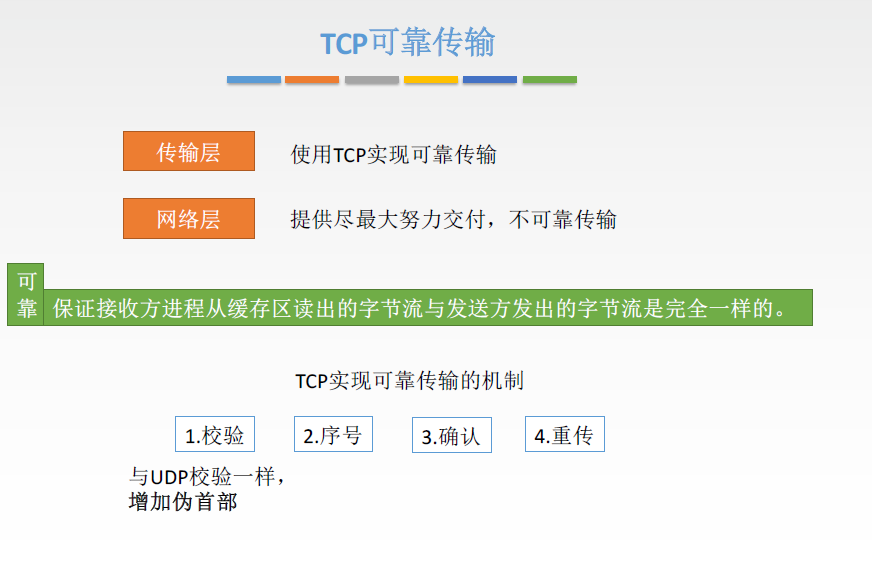 TCP可靠传输
传输层
使用TCP实现可靠传输
网络层
提供尽最大努力交付，不可靠传输
可
靠
保证接收方进程从缓存区读出的字节流与发送方发出的字节流是完全一样的。
TCP实现可靠传输的机制
1.校验
2.序号
3.确认
4.重传
与UDP校验一样，
增加伪首部